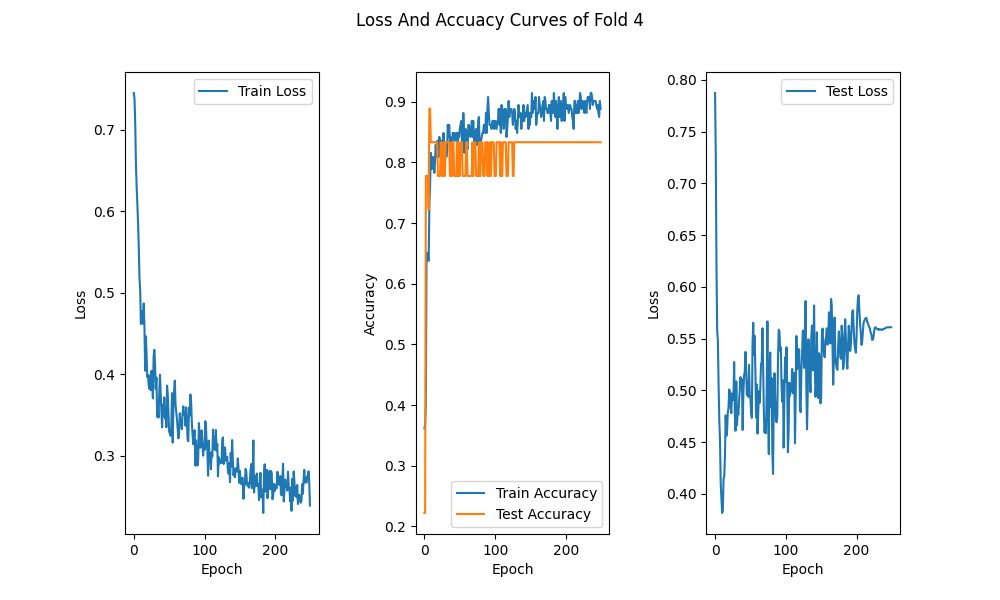 Loss And Accuacy Curves of Fold 4
Train Loss
0.7
0.6
0.5
0.4
0.3
Loss
0
100
200
Epoch
0.9
0.8
0.7
0.6
0.5
0.4
0.3
0.2
Accuracy
Train Accuracy
Test Accuracy
0
100
200
Epoch
Test Loss
0.80
0.75
0.70
0.65
0.60
0.55
0.50
0.45
0.40
Loss
0
100
200
Epoch